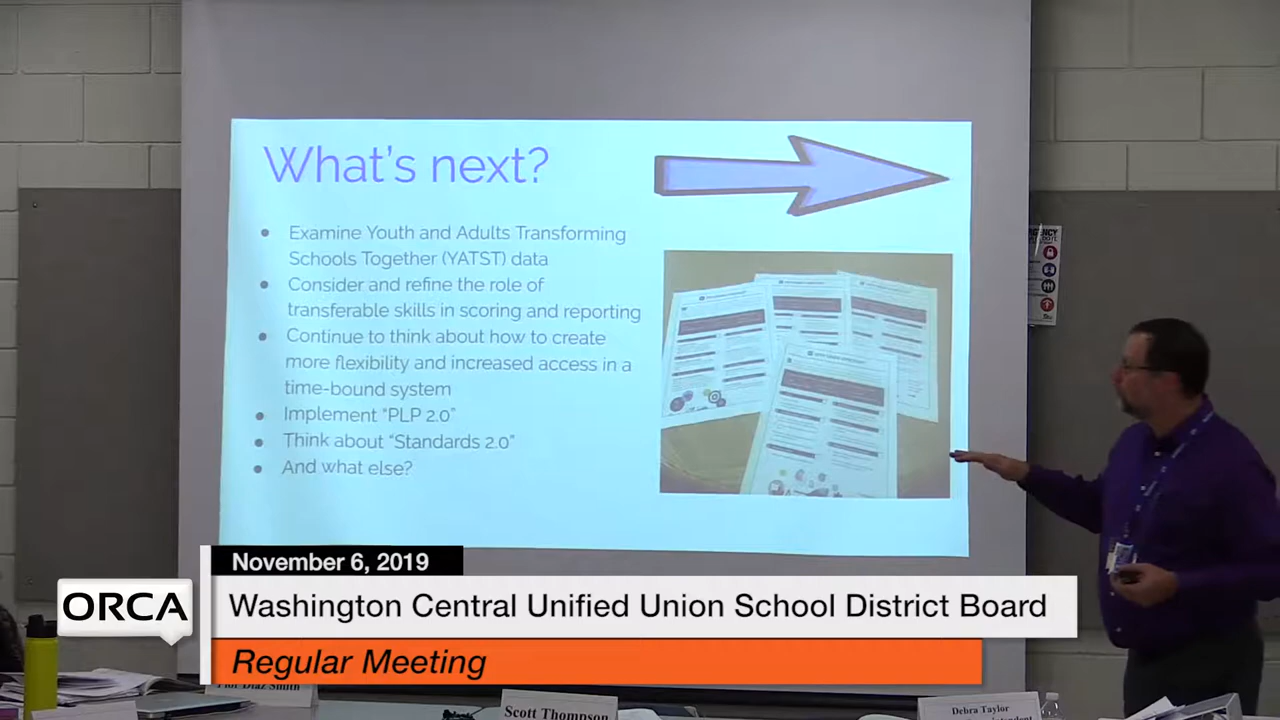 What's next?
Examine Youth and Adults Transforming
Schools Together (YATST) data
Consider and refine the role of
transferable skills in scoring and reporting
Continue to think about how to create
more flexibility and increased access in a
time-bound system
Implement "PLP 2.0"
Think about "Standards 2.0"
And what else?
November 6, 2019
ORCA
Washington Central Unified Union School District Board
Regular Meeting
Flor Diaz Smith
Scott Thompson
Debra Taylor